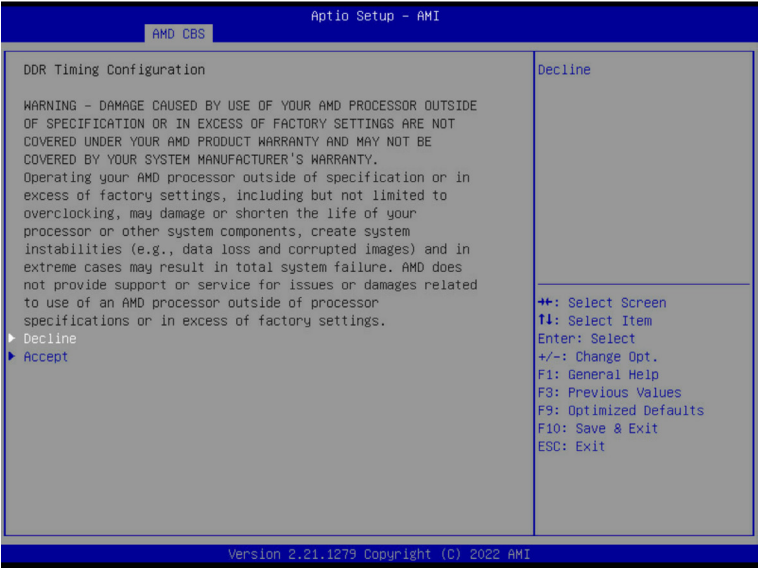 Aptio Setup – AMI
AMD CBS
DDR Timing Configuration
WARNING – DAMAGE CAUSED BY USE OF YOUR AMD PROCESSOR OUTSIDE
OF SPECIFICATION OR IN EXCESS OF FACTORY SETTINGS ARE NOT
COVERED UNDER YOUR AMD PRODUCT WARRANTY AND MAY NOT BE
COVERED BY YOUR SYSTEM MANUFACTURER'S WARRANTY.
Operating your AMD processor outside of specification or in
excess of factory settings, including but not limited to
overclocking, may damage or shorten the life of your
processor or other system components, create system
instabilities (e.g., data loss and corrupted images) and in
extreme cases may result in total system failure. AMD does
not provide support or service for issues or damages related
to use of an AMD processor outside of processor
specifications or in excess of factory settings.
Decline
Accept
Decline
→←: Select Screen
↑↓: Select Item
Enter: Select
+/-: Change Opt.
F1: General Help
F3: Previous Values
F9: Optimized Defaults
F10: Save & Exit
ESC: Exit
Version 2.21.1279 Copyright (C) 2022 AMI